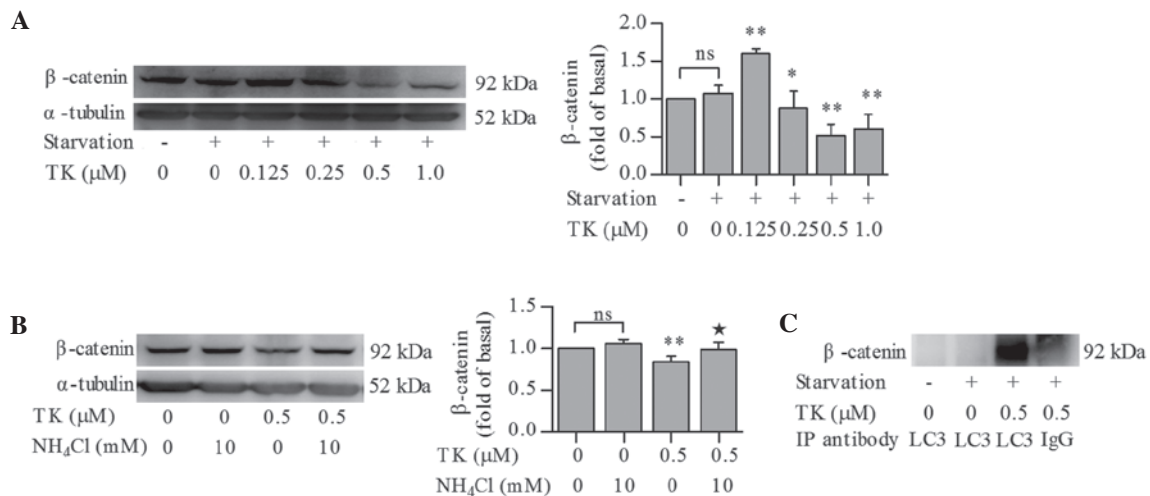 A
β -catenin 92 kDa
α -tubulin 52 kDa
Starvation - + + + + +
TK (μM) 0 0 0.125 0.25 0.5 1.0
β-catenin
(fold of basal)
2.0
1.5
1.0
0.5
0.0
ns ** * ** **
Starvation - + + + + +
TK (μM) 0 0 0.125 0.25 0.5 1.0
B
β-catenin 92 kDa
α-tubulin 52 kDa
TK (μM) 0 0 0.5 0.5
NH₄Cl (mM) 0 10 0 10
β-catenin
(fold of basal)
1.5
1.0
0.5
0.0
ns ** ★
TK (μM) 0 0 0.5 0.5
NH₄Cl (mM) 0 10 0 10
C
β -catenin 92 kDa
Starvation - + + +
TK (μM) 0 0 0.5 0.5
IP antibody LC3 LC3 LC3 IgG